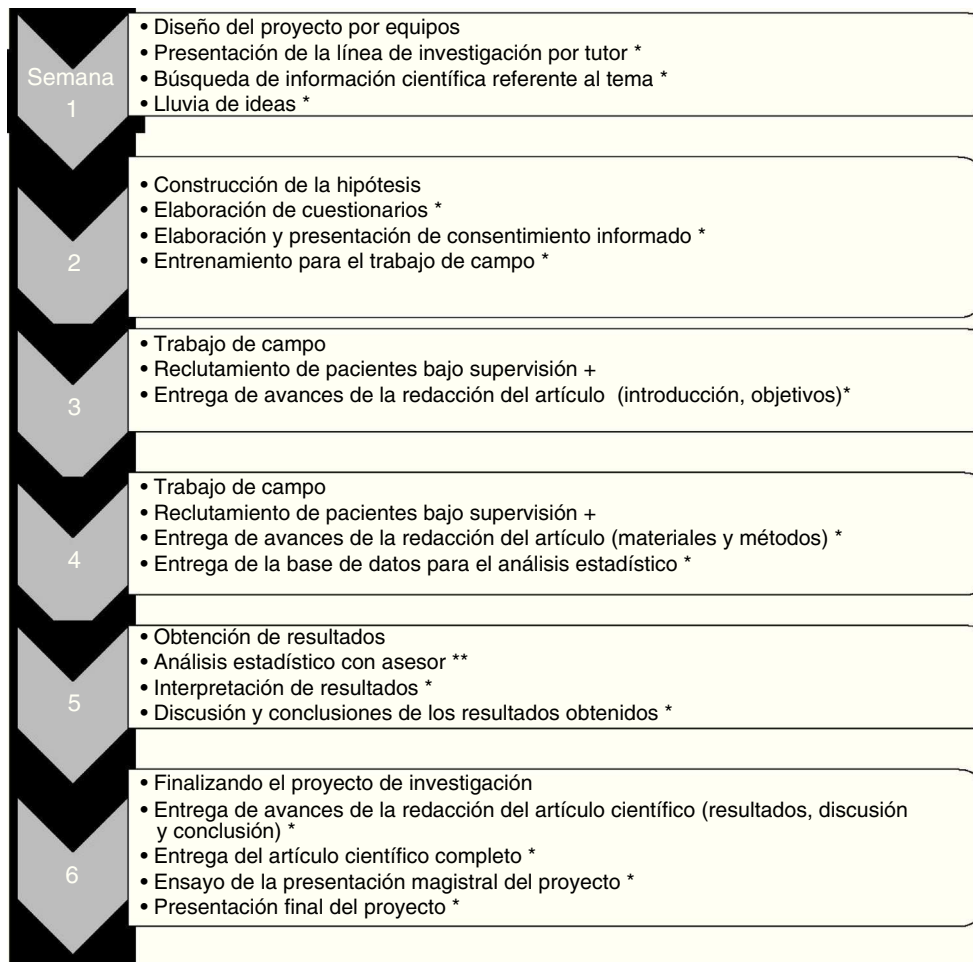 Semana
1
• Diseño del proyecto por equipos
• Presentación de la línea de investigación por tutor *
• Búsqueda de información científica referente al tema *
• Lluvia de ideas *
2
• Construcción de la hipótesis
• Elaboración de cuestionarios *
• Elaboración y presentación de consentimiento informado *
• Entrenamiento para el trabajo de campo *
3
• Trabajo de campo
• Reclutamiento de pacientes bajo supervisión +
• Entrega de avances de la redacción del artículo (introducción, objetivos)*
4
• Trabajo de campo
• Reclutamiento de pacientes bajo supervisión +
• Entrega de avances de la redacción del artículo (materiales y métodos) *
• Entrega de la base de datos para el análisis estadístico *
5
• Obtención de resultados
• Análisis estadístico con asesor **
• Interpretación de resultados *
• Discusión y conclusiones de los resultados obtenidos *
6
• Finalizando el proyecto de investigación
• Entrega de avances de la redacción del artículo científico (resultados, discusión
y conclusión) *
• Entrega del artículo científico completo *
• Ensayo de la presentación magistral del proyecto *
• Presentación final del proyecto *